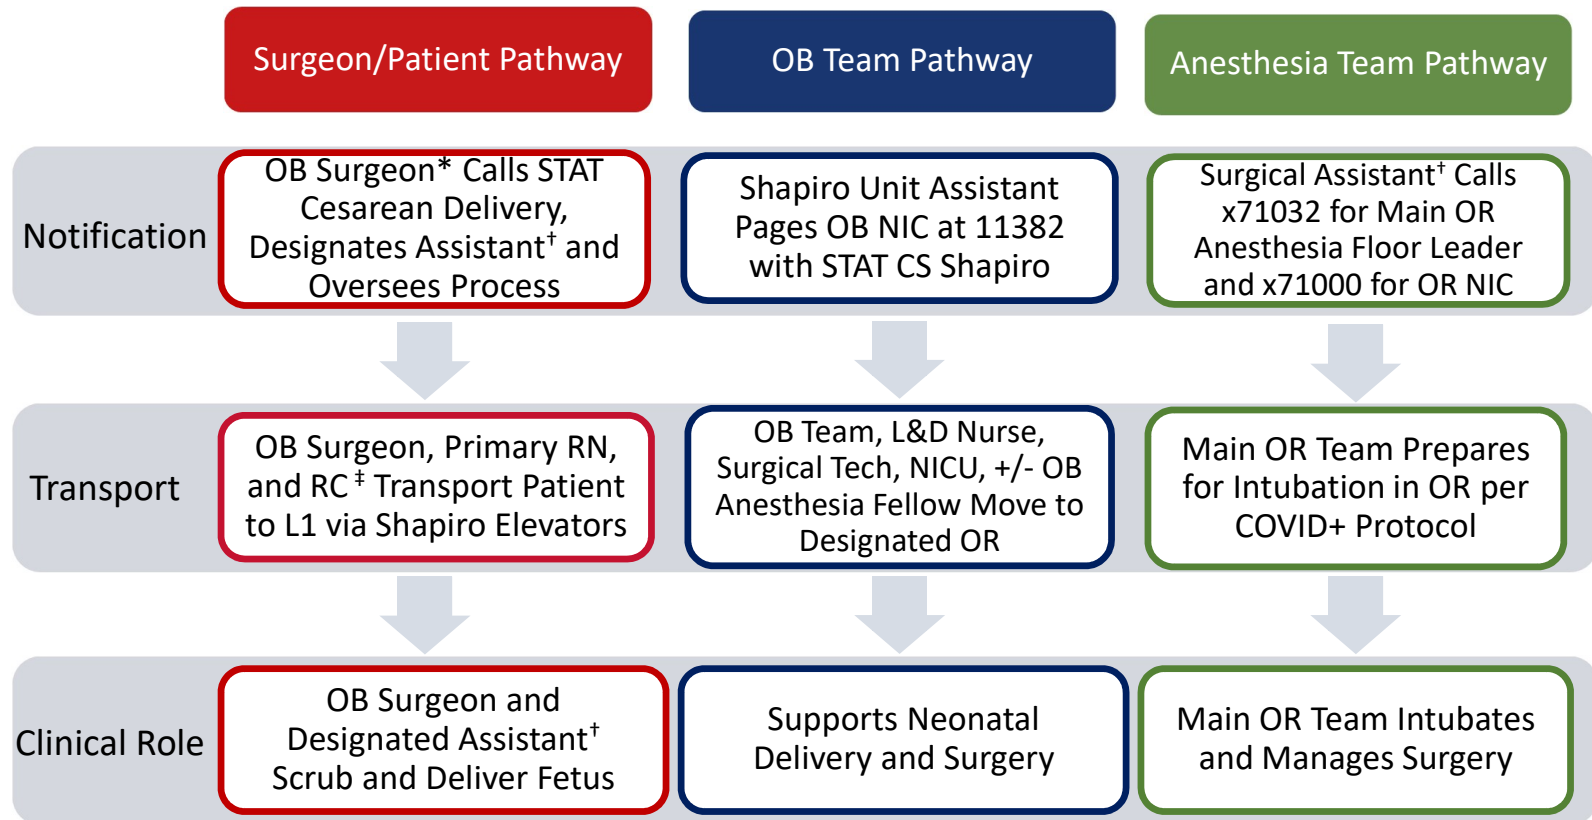 Surgeon/Patient Pathway
OB Team Pathway
Anesthesia Team Pathway
Notification
OB Surgeon* Calls STAT
Cesarean Delivery,
Designates Assistant† and
Oversees Process
Shapiro Unit Assistant
Pages OB NIC at 11382
with STAT CS Shapiro
Surgical Assistant† Calls
x71032 for Main OR
Anesthesia Floor Leader
and x71000 for OR NIC
Transport
OB Surgeon, Primary RN,
and RC‡ Transport Patient
to L1 via Shapiro Elevators
OB Team, L&D Nurse,
Surgical Tech, NICU, +/- OB
Anesthesia Fellow Move to
Designated OR
Main OR Team Prepares
for Intubation in OR per
COVID+ Protocol
Clinical Role
OB Surgeon and
Designated Assistant†
Scrub and Deliver Fetus
Supports Neonatal
Delivery and Surgery
Main OR Team Intubates
and Manages Surgery